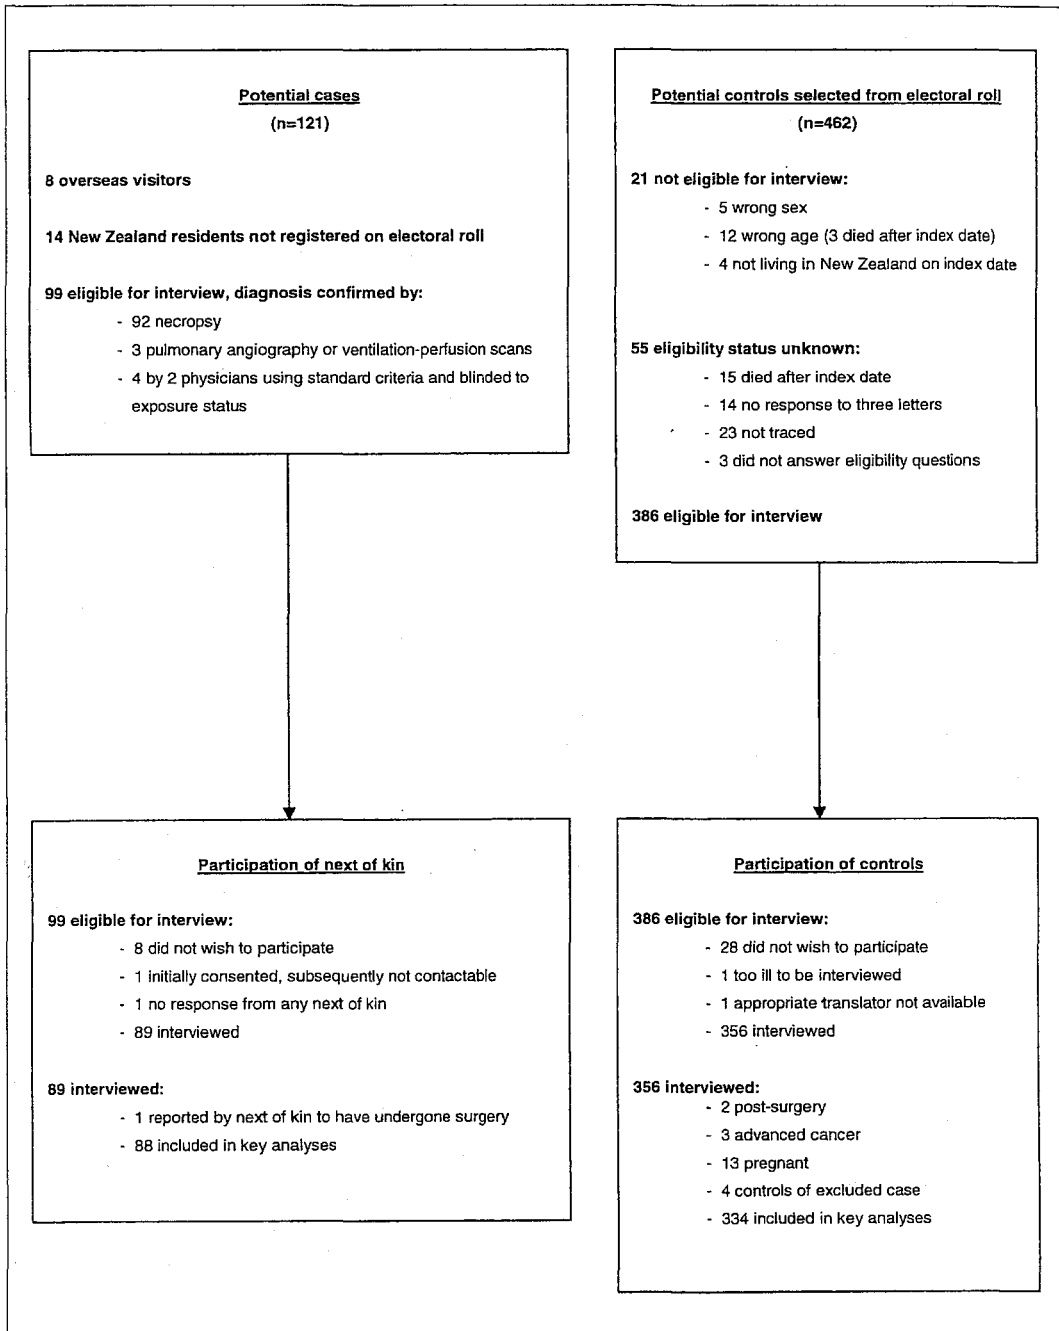 Potential cases
(n=121)
8 overseas visitors
14 New Zealand residents not registered on electoral roll
99 eligible for interview, diagnosis confirmed by:
- 92 necropsy
- 3 pulmonary angiography or ventilation-perfusion scans
- 4 by 2 physicians using standard criteria and blinded to
exposure status
Potential controls selected from electoral roll
(n=462)
21 not eligible for interview:
- 5 wrong sex
- 12 wrong age (3 died after index date)
- 4 not living in New Zealand on index date
55 eligibility status unknown:
- 15 died after index date
- 14 no response to three letters
- 23 not traced
- 3 did not answer eligibility questions
386 eligible for interview
Participation of next of kin
99 eligible for interview:
- 8 did not wish to participate
- 1 initially consented, subsequently not contactable
- 1 no response from any next of kin
- 89 interviewed
89 interviewed:
- 1 reported by next of kin to have undergone surgery
- 88 included in key analyses
Participation of controls
386 eligible for interview:
- 28 did not wish to participate
- 1 too ill to be interviewed
- 1 appropriate translator not available
- 356 interviewed
356 interviewed:
- 2 post-surgery
- 3 advanced cancer
- 13 pregnant
- 4 controls of excluded case
- 334 included in key analyses